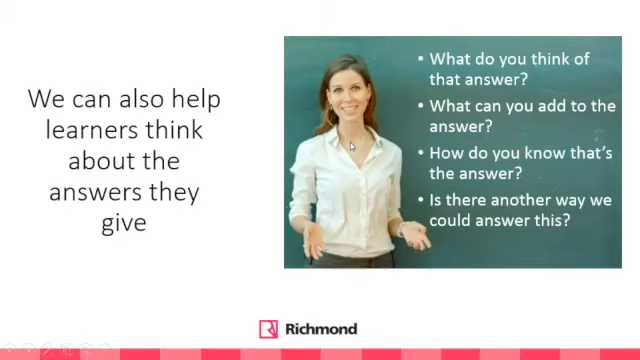 We can also help
learners think
about the
answers they
give
• What do you think of
that answer?
• What can you add to the
answer?
• How do you know that's
the answer?
• Is there another way we
could answer this?
Richmond